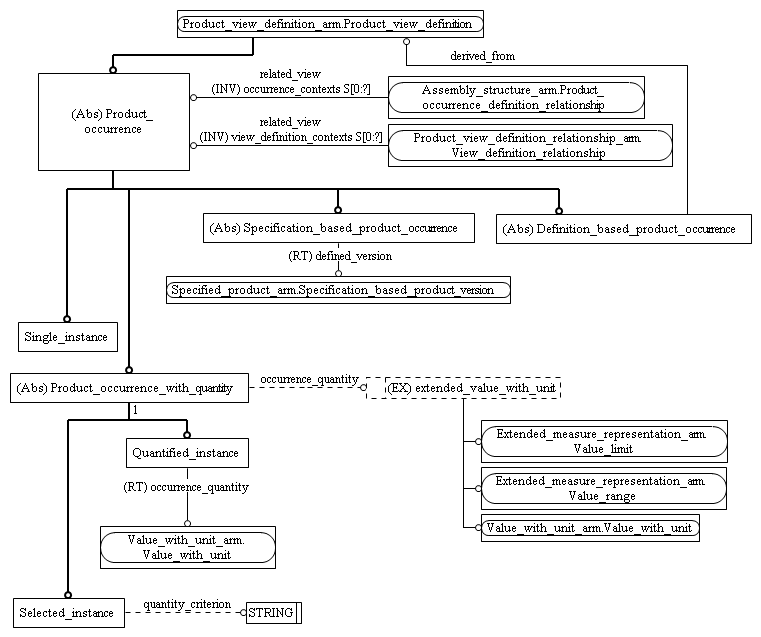 Product_view_definition_arm.Product_view_definition
derived_from
related_view
(INV) occurrence_contexts S[0:?]
Assembly_structure_arm.Product_
occurrence_definition_relationship
(Abs) Product_
occurrence
related_view
(INV) view_definition_contexts S[0:?]
Product_view_definition_relationship_arm.
View_definition_relationship
(Abs) Specification_based_product_occurrence
(Abs) Definition_based_product_occurrence
(RT) defined_version
Specified_product_arm.Specification_based_product_version
Single_instance
(Abs) Product_occurrence_with_quantity
occurrence_quantity
(EX) extended_value_with_unit
1
Quantified_instance
Extended_measure_representation_arm.
Value_limit
(RT) occurrence_quantity
Extended_measure_representation_arm.
Value_range
Value_with_unit_arm.Value_with_unit
Value_with_unit_arm.
Value_with_unit
Selected_instance
quantity_criterion
STRING